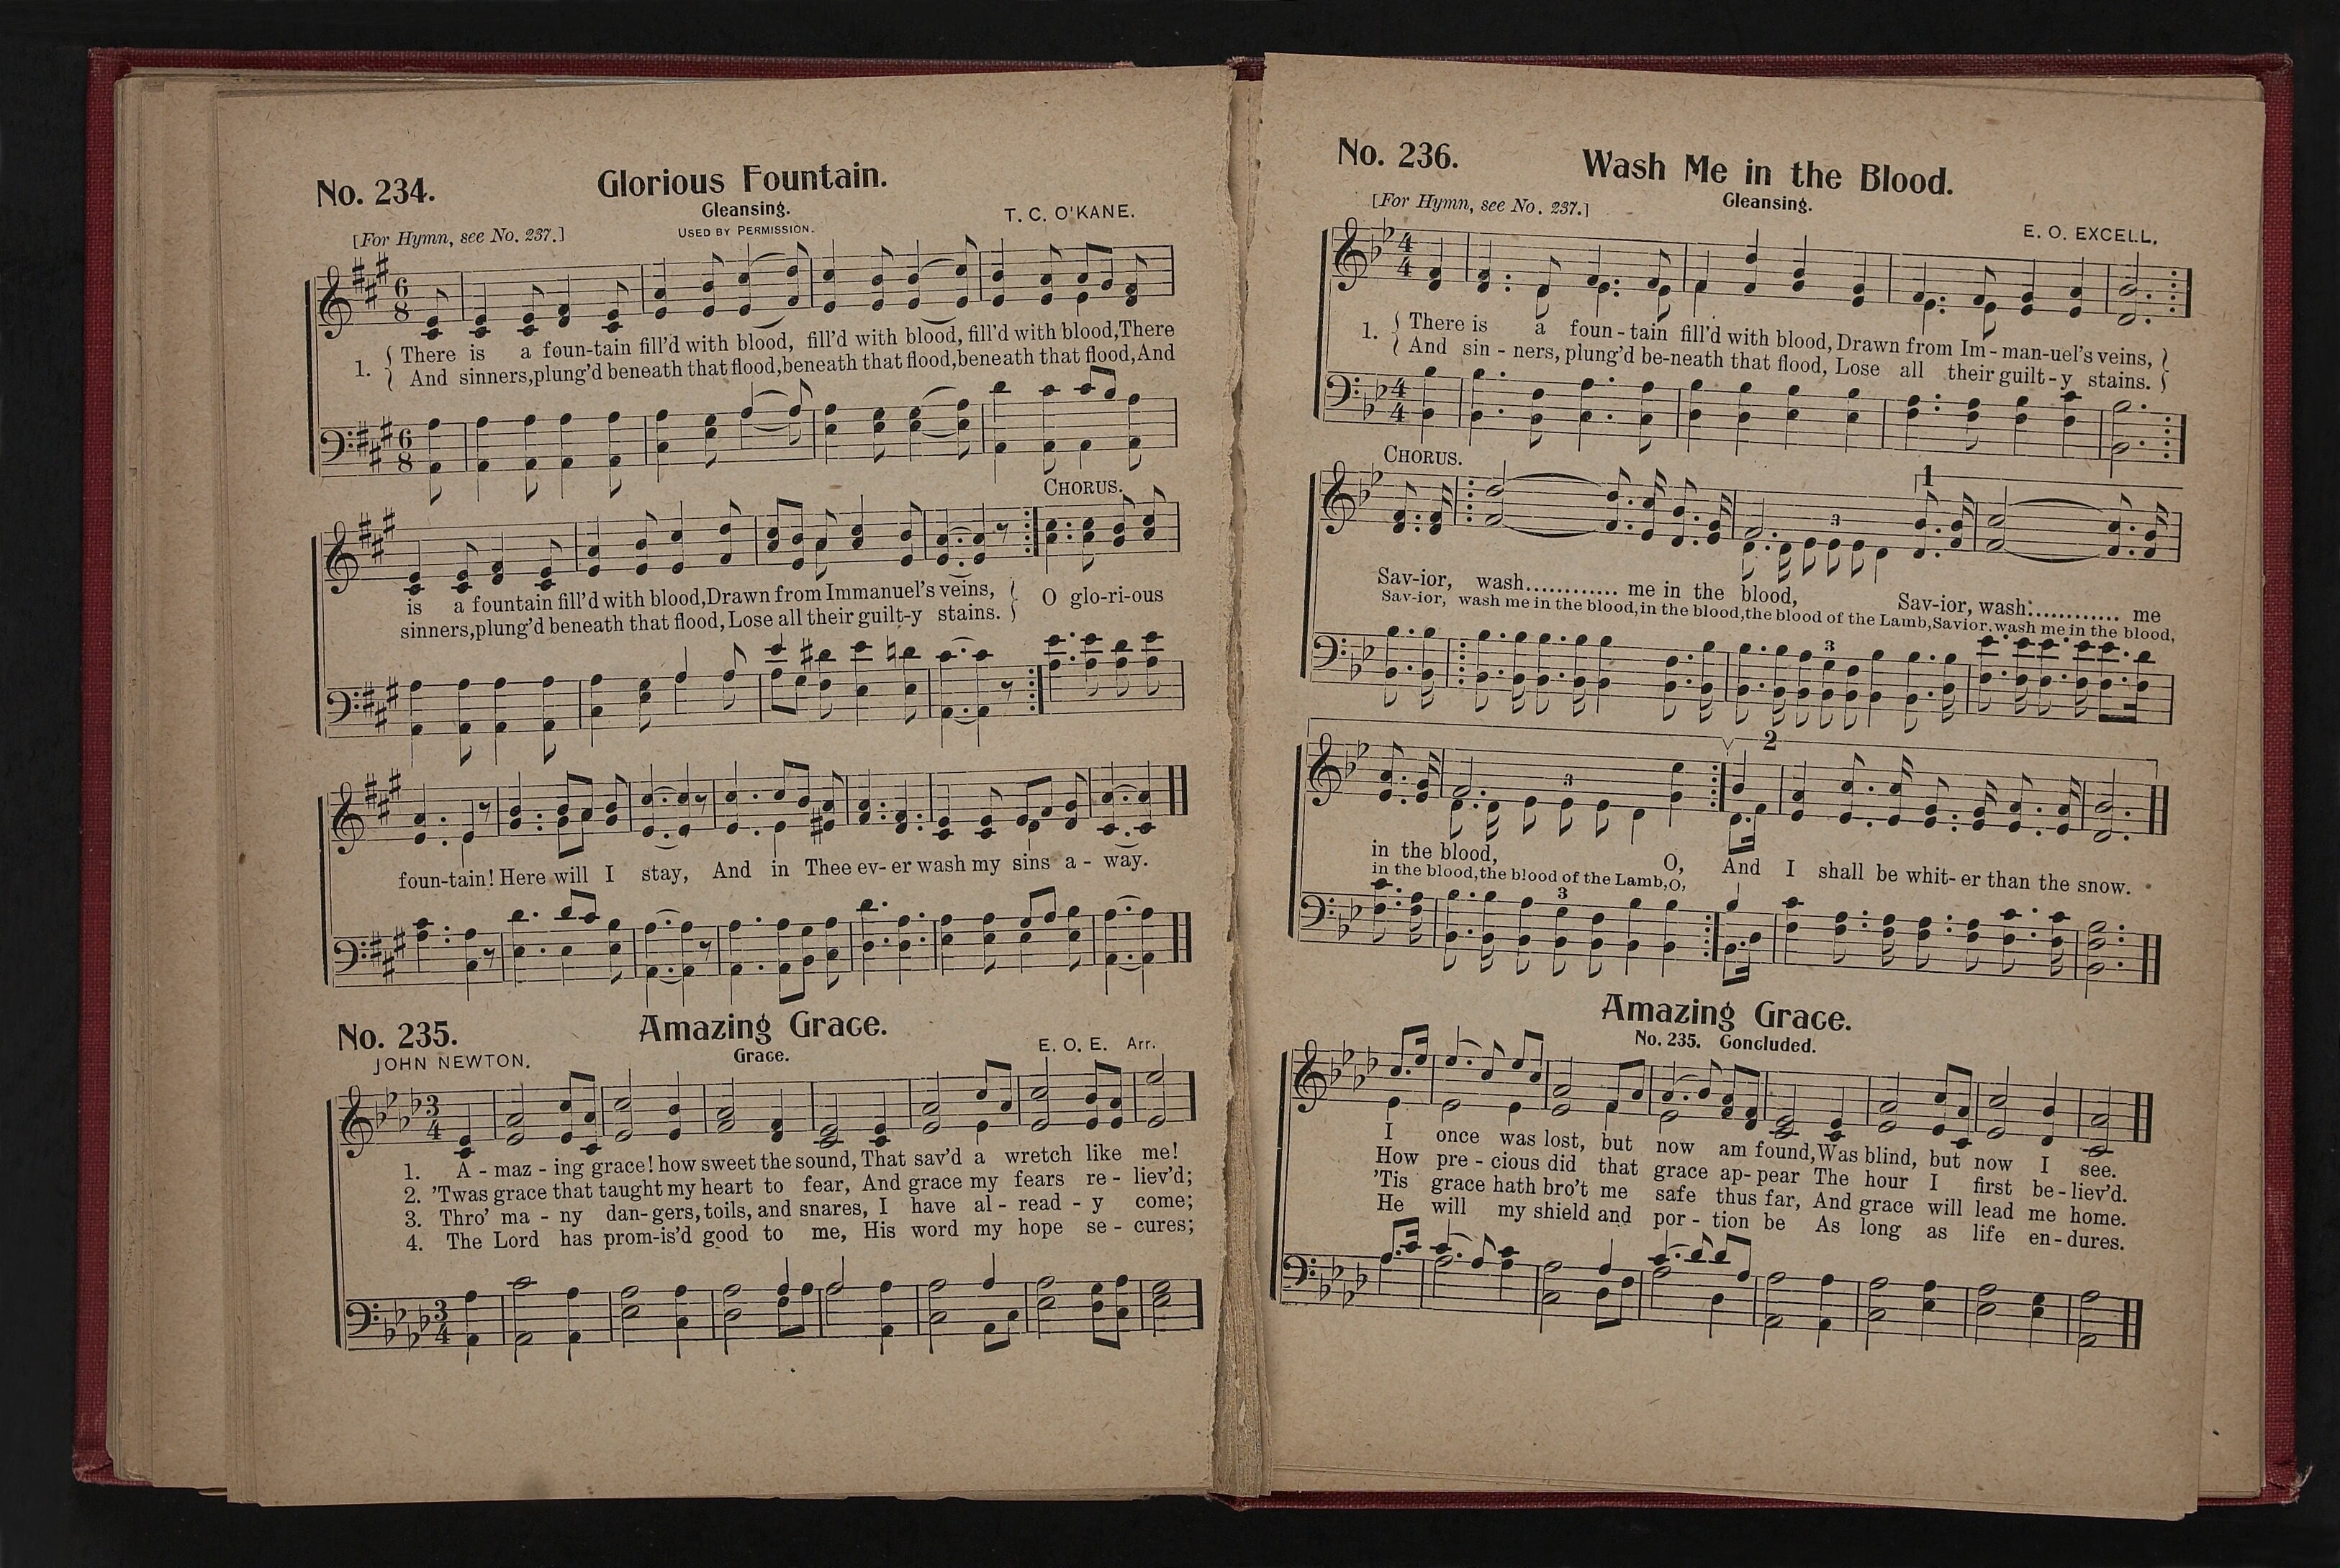 No. 234.
Glorious Fountain.
Cleansing.
T. C. O'KANE.
[For Hymn, see No. 237.]
USED BY PERMISSION.
1. { There is a foun-tain fill'd with blood, fill'd with blood, fill'd with blood,There
{ And sinners,plung'd beneath that flood,beneath that flood,beneath that flood,And
CHORUS.
is a fountain fill'd with blood,Drawn from Immanuel's veins, } O glo-ri-ous
sinners,plung'd beneath that flood, Lose all their guilt-y stains. }
foun-tain! Here will I stay, And in Thee ev-er wash my sins a-way.
No. 235.
Amazing Grace.
JOHN NEWTON.
Grace.
E. O. E. Arr.
1. A-maz-ing grace! how sweet the sound, That sav'd a wretch like me!
2. 'Twas grace that taught my heart to fear, And grace my fears re-liev'd;
3. Thro' ma-ny dan-gers, toils, and snares, I have al-read-y come;
4. The Lord has prom-is'd good to me, His word my hope se-cures;
No. 236.
Wash Me in the Blood.
[For Hymn, see No. 237.]
Cleansing.
E. O. EXCELL.
1. { There is a foun-tain fill'd with blood, Drawn from Im-man-uel's veins, }
{ And sin-ners, plung'd be-neath that flood, Lose all their guilt-y stains. }
CHORUS.
1
Sav-ior, wash............ me in the blood, Sav-ior, wash:............ me
Sav-ior, wash me in the blood,in the blood,the blood of the Lamb,Savior.wash me in the blood,
2
in the blood, O, And I shall be whit-er than the snow.
in the blood,the blood of the Lamb,O,
Amazing Grace.
No. 235. Concluded.
I once was lost, but now am found,Was blind, but now I see.
How pre-cious did that grace ap-pear The hour I first be-liev'd.
'Tis grace hath bro't me safe thus far, And grace will lead me home.
He will my shield and por-tion be As long as life en-dures.